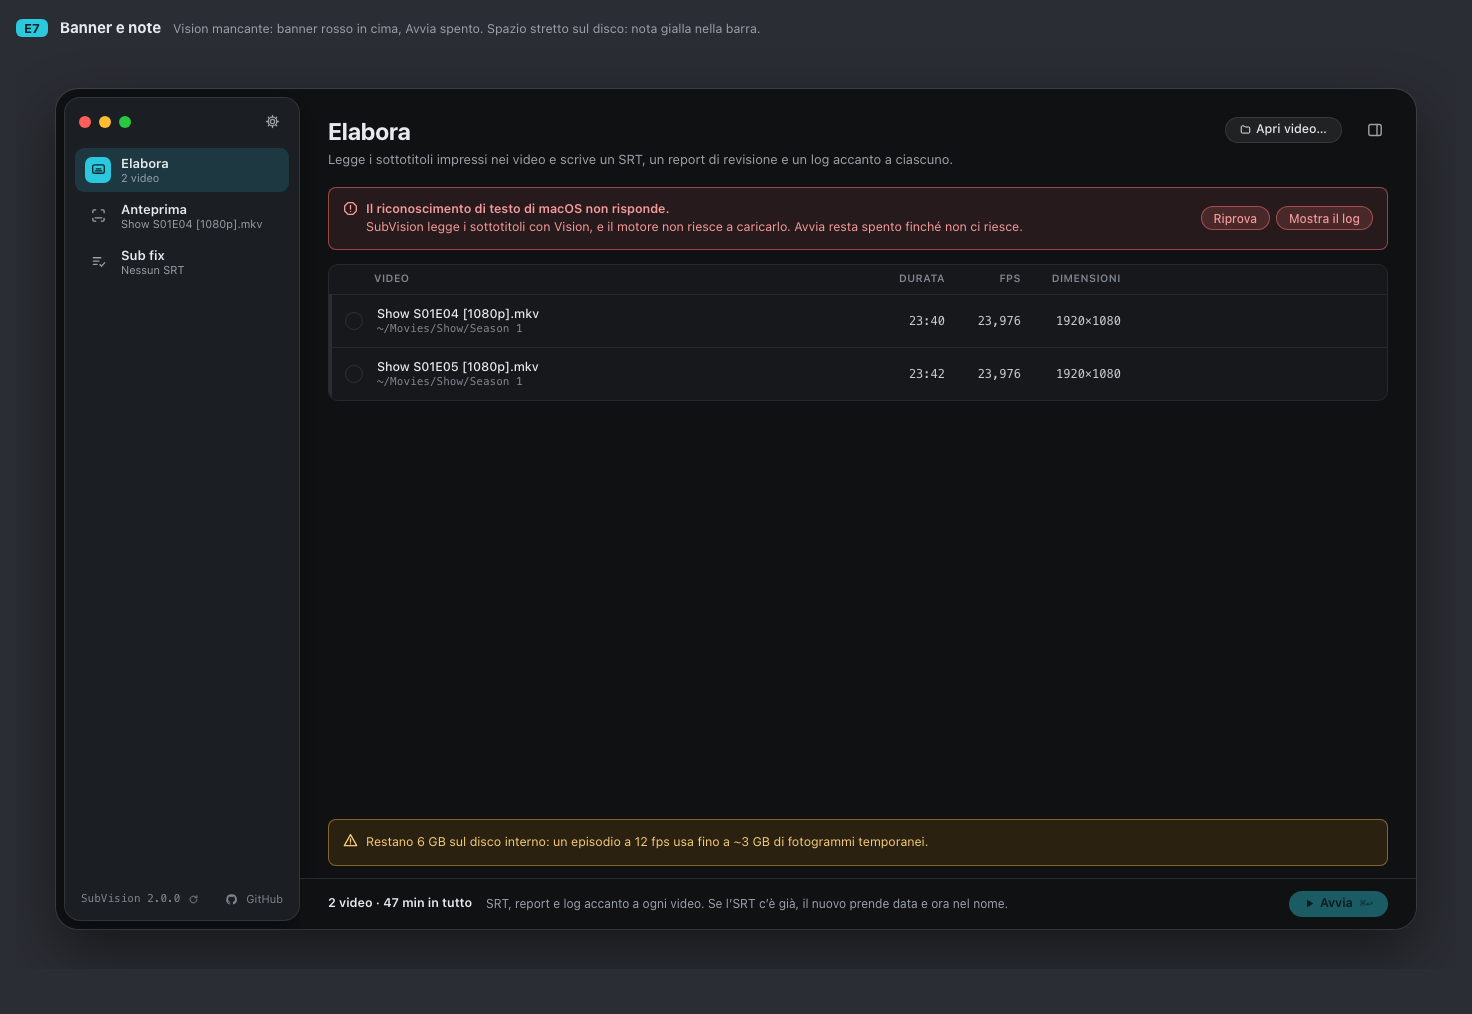 E7 Banner e note Vision mancante: banner rosso in cima, Avvia spento. Spazio stretto sul disco: nota gialla nella barra.
Elabora
2 video
Anteprima
Show S01E04 [1080p].mkv
Sub fix
Nessun SRT
SubVision 2.0.0 GitHub
Elabora
Apri video...
Legge i sottotitoli impressi nei video e scrive un SRT, un report di revisione e un log accanto a ciascuno.
Il riconoscimento di testo di macOS non risponde.
SubVision legge i sottotitoli con Vision, e il motore non riesce a caricarlo. Avvia resta spento finché non ci riesce.
Riprova Mostra il log
VIDEO DURATA FPS DIMENSIONI
Show S01E04 [1080p].mkv
~/Movies/Show/Season 1
23:40 23,976 1920×1080
Show S01E05 [1080p].mkv
~/Movies/Show/Season 1
23:42 23,976 1920×1080
Restano 6 GB sul disco interno: un episodio a 12 fps usa fino a ~3 GB di fotogrammi temporanei.
2 video · 47 min in tutto SRT, report e log accanto a ogni video. Se l’SRT c’è già, il nuovo prende data e ora nel nome.
Avvia ⌘↩